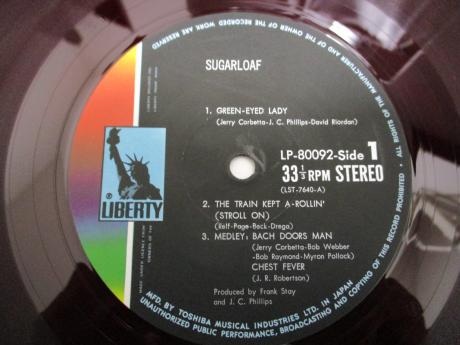 SUGARLOAF
1. GREEN-EYED LADY
(Jerry Corbetta-J. C. Phillips-David Riordan)
LP-80092-Side 1
33 1/3 RPM STEREO
(LST-7640-A)
2. THE TRAIN KEPT A-ROLLIN'
(STROLL ON)
(Relf-Page-Beck-Drega)
3. MEDLEY: BACH DOORS MAN
(Jerry Corbetta-Bob Webber
-Bob Raymond-Myron Pollock)
CHEST FEVER
(J. R. Robertson)
Produced by Frank Slay
and J. C. Phillips
LIBERTY
MFD. BY TOSHIBA MUSICAL INDUSTRIES LTD. IN JAPAN
ALL RIGHTS OF THE MANUFACTURER AND OF THE OWNER OF THE RECORDED WORK ARE RESERVED
UNAUTHORIZED PUBLIC PERFORMANCE, BROADCASTING AND COPYING OF THIS RECORD PROHIBITED